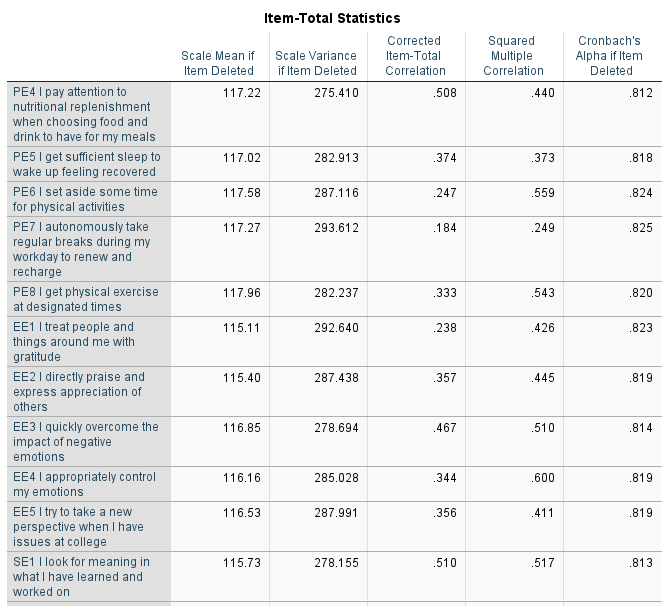 Item-Total Statistics
Scale Mean if Item Deleted | Scale Variance if Item Deleted | Corrected Item-Total Correlation | Squared Multiple Correlation | Cronbach's Alpha if Item Deleted
PE4 I pay attention to nutritional replenishment when choosing food and drink to have for my meals | 117.22 | 275.410 | .508 | .440 | .812
PE5 I get sufficient sleep to wake up feeling recovered | 117.02 | 282.913 | .374 | .373 | .818
PE6 I set aside some time for physical activities | 117.58 | 287.116 | .247 | .559 | .824
PE7 I autonomously take regular breaks during my workday to renew and recharge | 117.27 | 293.612 | .184 | .249 | .825
PE8 I get physical exercise at designated times | 117.96 | 282.237 | .333 | .543 | .820
EE1 I treat people and things around me with gratitude | 115.11 | 292.640 | .238 | .426 | .823
EE2 I directly praise and express appreciation of others | 115.40 | 287.438 | .357 | .445 | .819
EE3 I quickly overcome the impact of negative emotions | 116.85 | 278.694 | .467 | .510 | .814
EE4 I appropriately control my emotions | 116.16 | 285.028 | .344 | .600 | .819
EE5 I try to take a new perspective when I have issues at college | 116.53 | 287.991 | .356 | .411 | .819
SE1 I look for meaning in what I have learned and worked on | 115.73 | 278.155 | .510 | .517 | .813